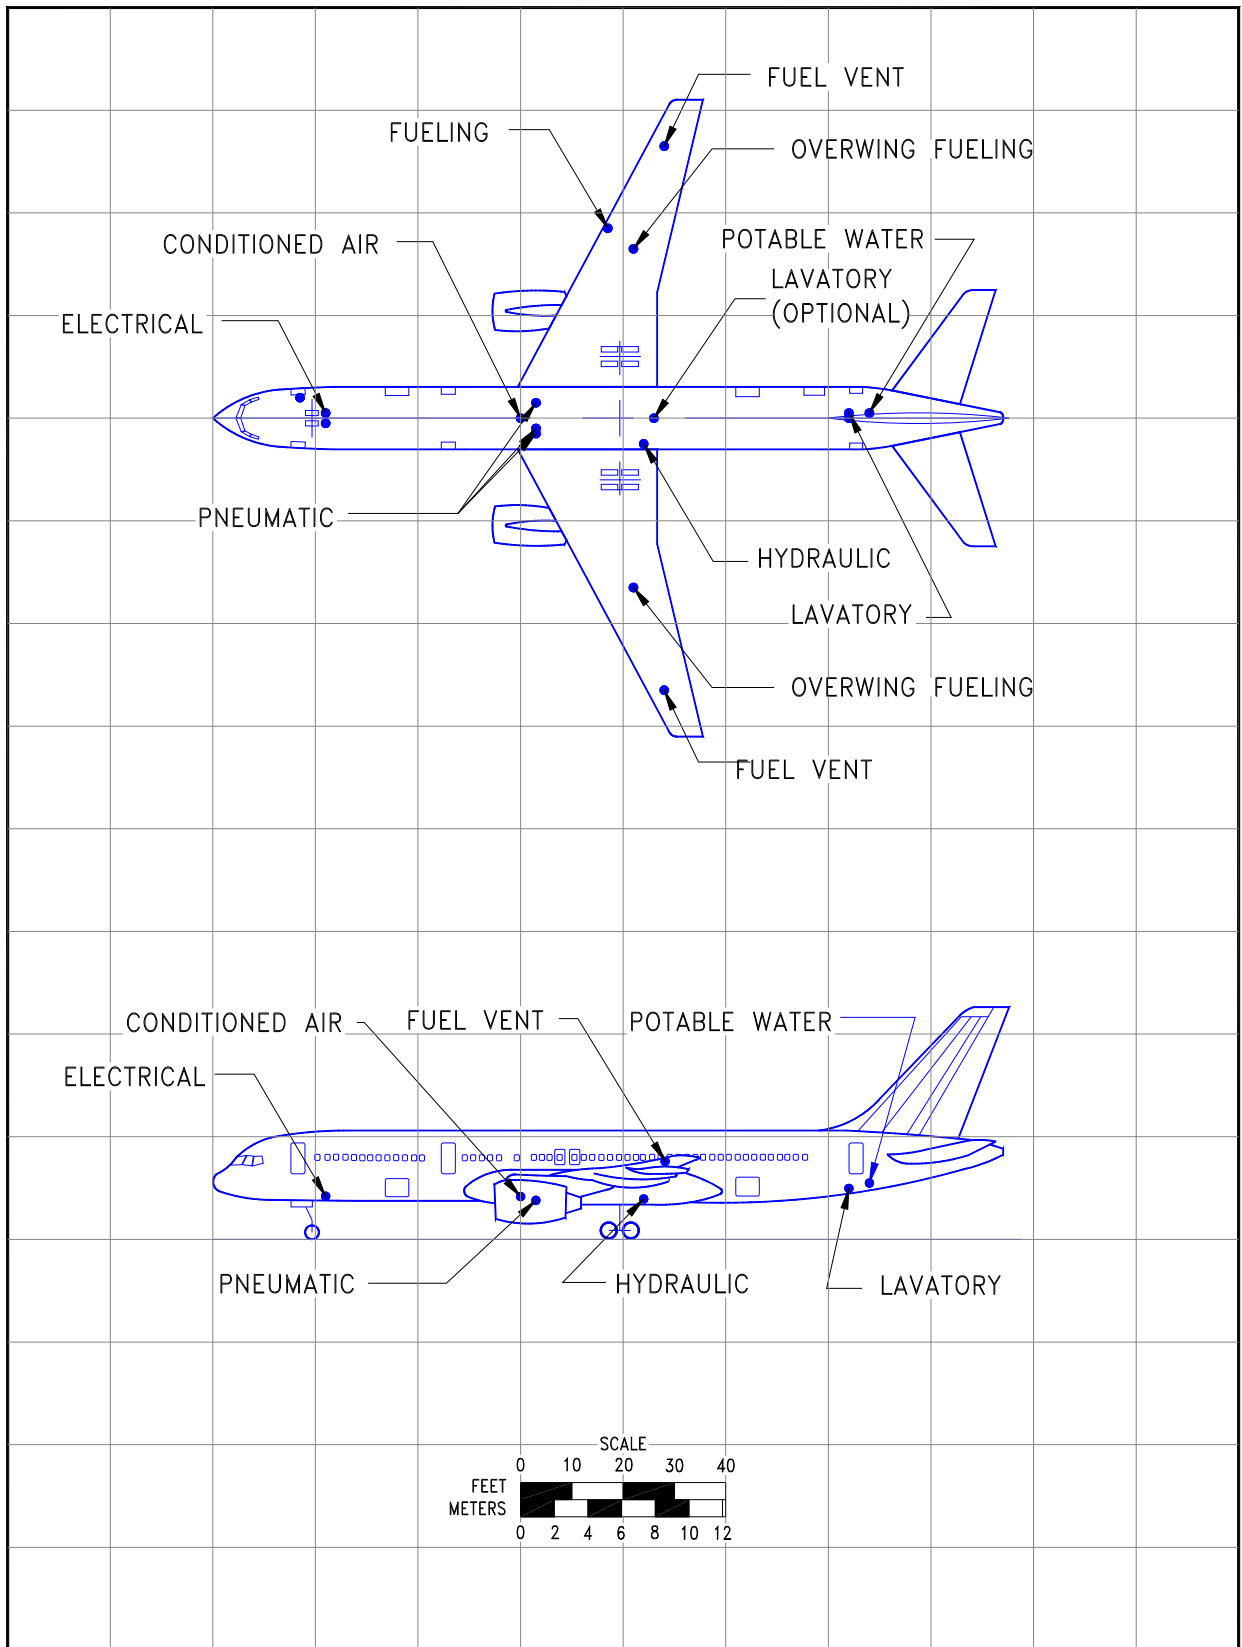 FUEL VENT
FUELING
OVERWING FUELING
CONDITIONED AIR
POTABLE WATER
LAVATORY
(OPTIONAL)
ELECTRICAL
PNEUMATIC
HYDRAULIC
LAVATORY
OVERWING FUELING
FUEL VENT
CONDITIONED AIR
FUEL VENT
POTABLE WATER
ELECTRICAL
PNEUMATIC
HYDRAULIC
LAVATORY
SCALE
0 10 20 30 40
FEET
METERS
0 2 4 6 8 10 12